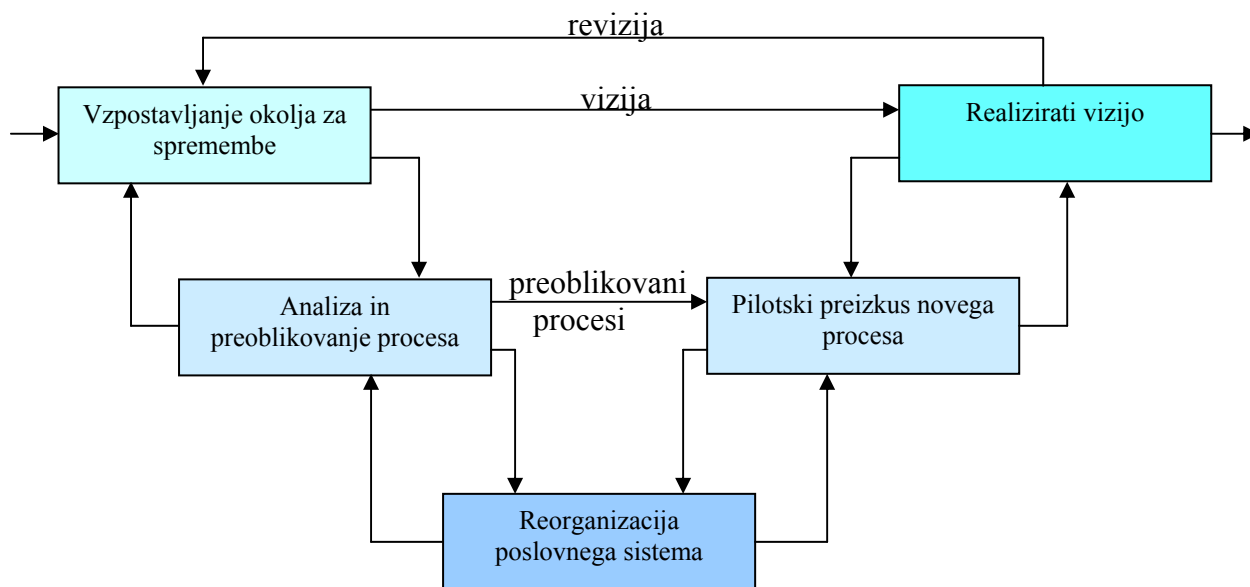 revizija
Vzpostavljanje okolja za
spremembe
vizija
Realizirati vizijo
Analiza in
preoblikovanje procesa
preoblikovani
procesi
Pilotski preizkus novega
procesa
Reorganizacija
poslovnega sistema